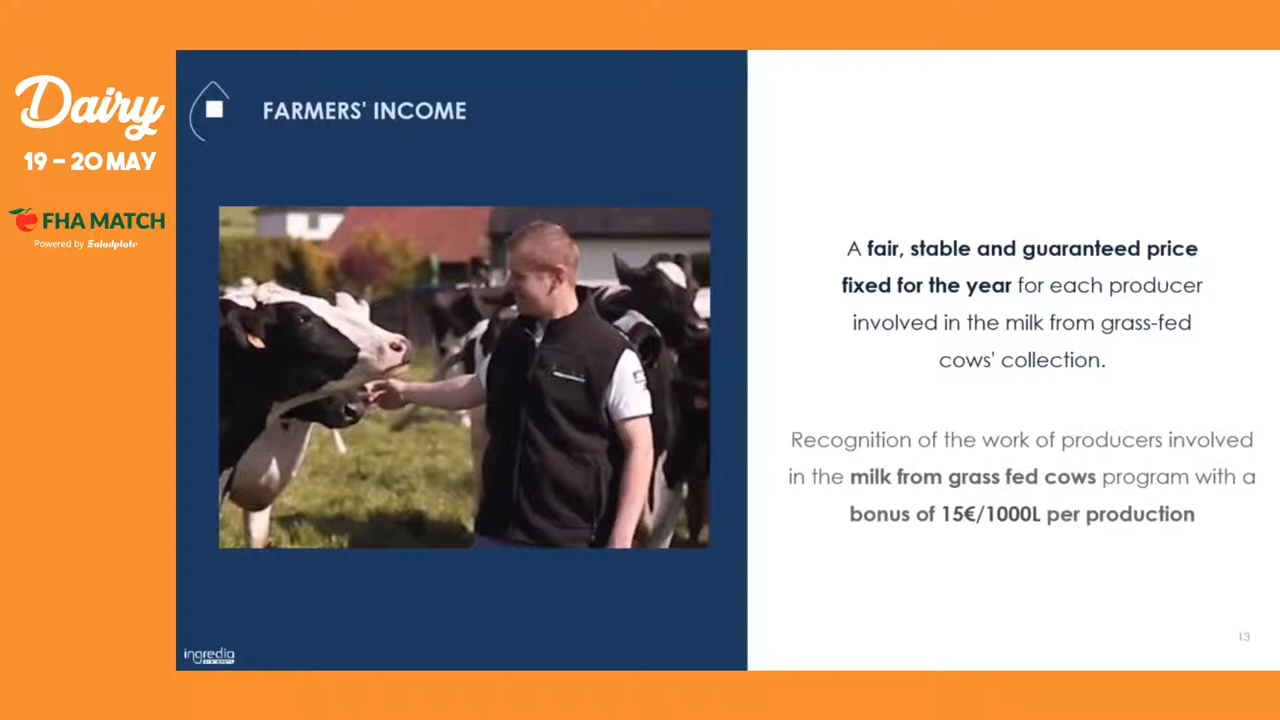 Dairy
19 – 20 MAY
FHA MATCH
Powered by Saladplate
FARMERS' INCOME
A fair, stable and guaranteed price
fixed for the year for each producer
involved in the milk from grass-fed
cows' collection.
Recognition of the work of producers involved
in the milk from grass fed cows program with a
bonus of 15€/1000L per production
ingredia
13